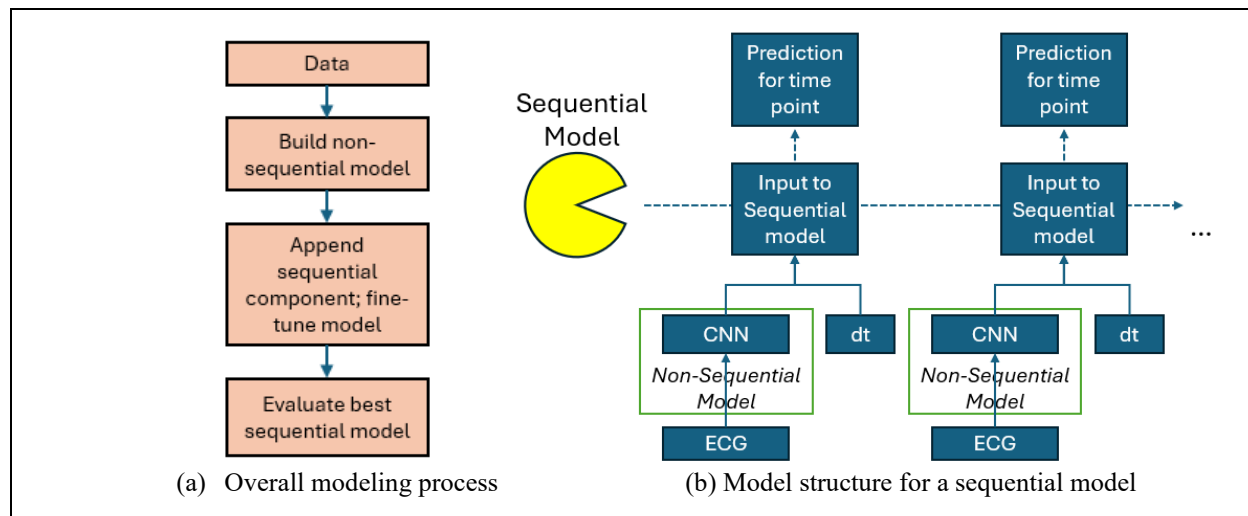 Data
Build non-
sequential model
Append
sequential
component; fine-
tune model
Evaluate best
sequential model
(a) Overall modeling process
Sequential
Model
Prediction
for time
point
Prediction
for time
point
Input to
Sequential
model
Input to
Sequential
model
...
CNN
dt
CNN
dt
Non-Sequential
Model
Non-Sequential
Model
ECG
ECG
(b) Model structure for a sequential model